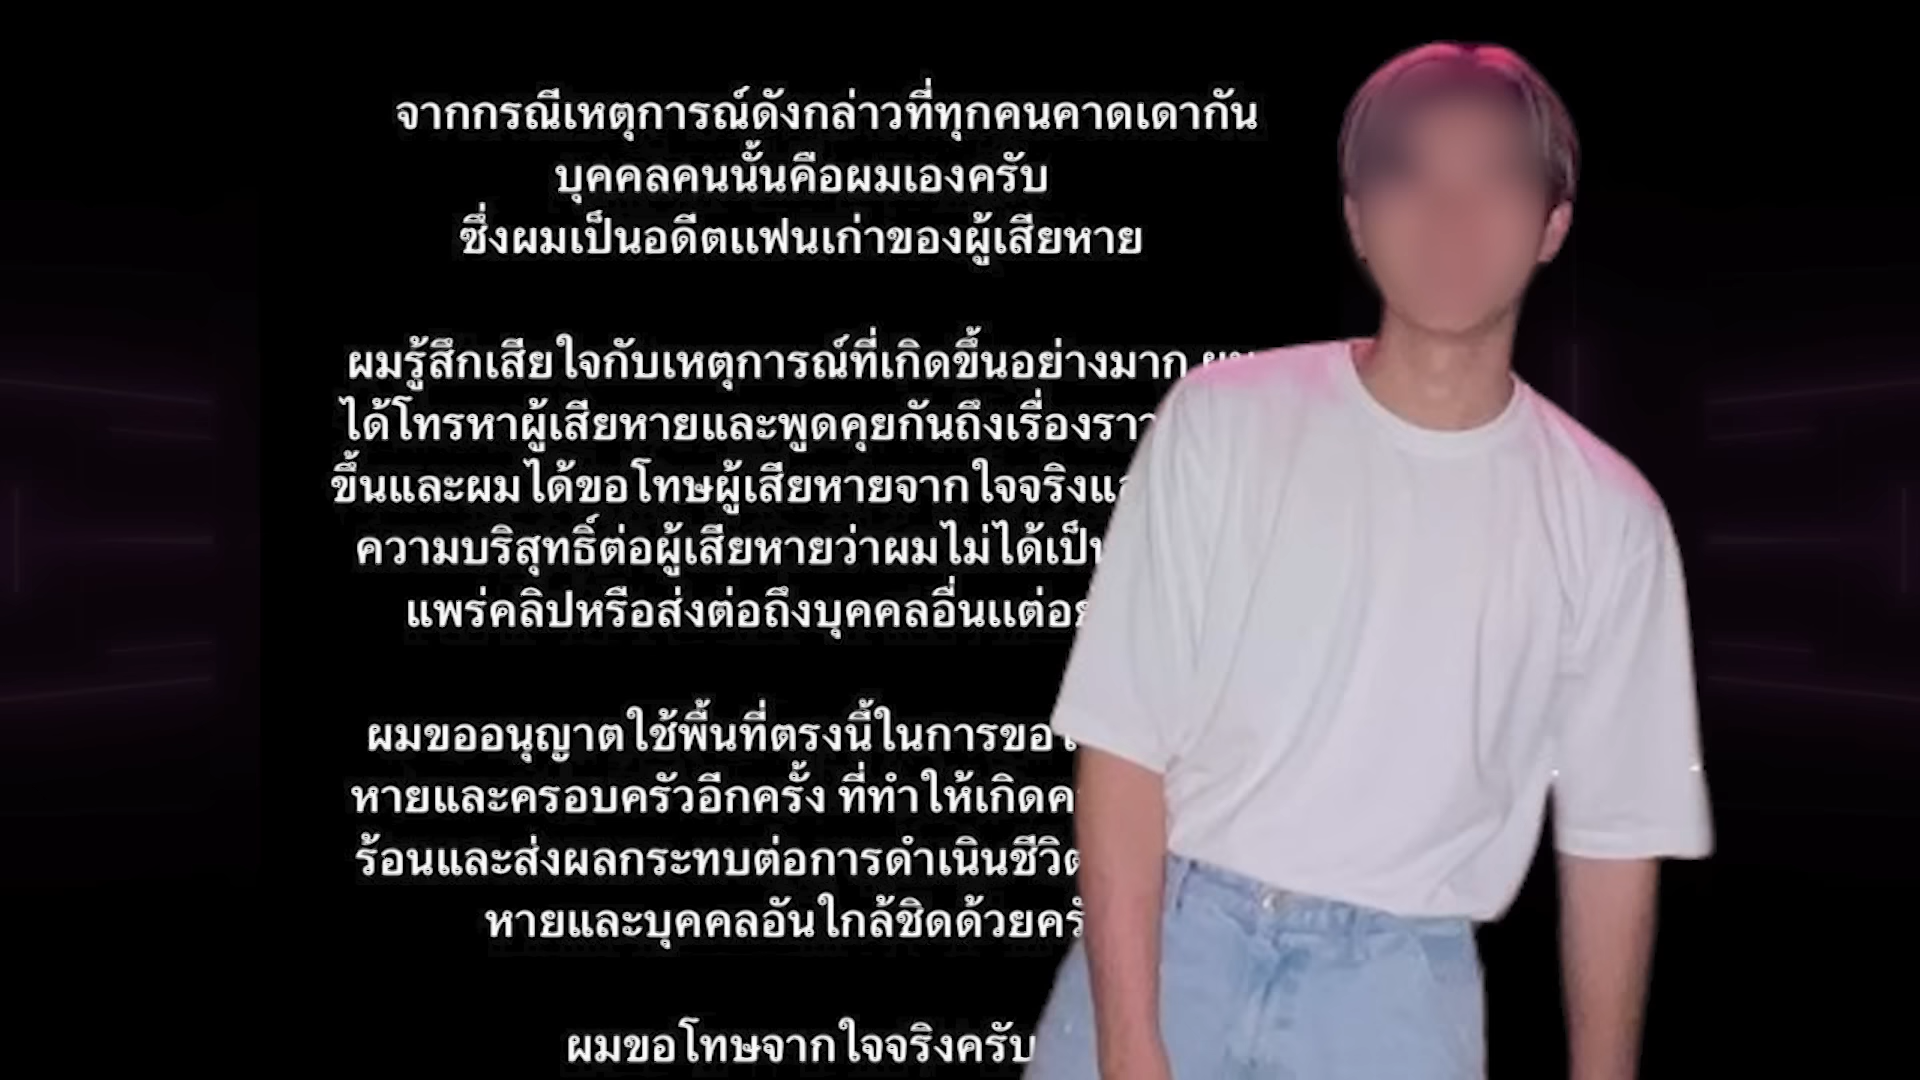 จากกรณีเหตุการณ์ดังกล่าวที่ทุกคนคาดเดากัน
บุคคลคนนั้นคือผมเองครับ
ซึ่งผมเป็นอดีตแฟนเก่าของผู้เสียหาย
ผมรู้สึกเสียใจกับเหตุการณ์ที่เกิดขึ้นอย่างมาก
ได้โทรหาผู้เสียหายและพูดคุยกันถึงเรื่อง
ขึ้นและผมได้ขอโทษผู้เสียหายจากใจจริง
ความบริสุทธิ์ต่อผู้เสียหายว่าผมไม่ได้
แพร่คลิปหรือส่งต่อถึงบุคคลอื่นแต่
ผมขออนุญาตใช้พื้นที่ตรงนี้ในการ
หายและครอบครัวอีกครั้ง ที่ทำให้เกิด
ร้อนและส่งผลกระทบต่อการดำเนินชีวิต
หายและบุคคลอันใกล้ชิดด้วย
ผมขอโทษจากใจจริงครับ